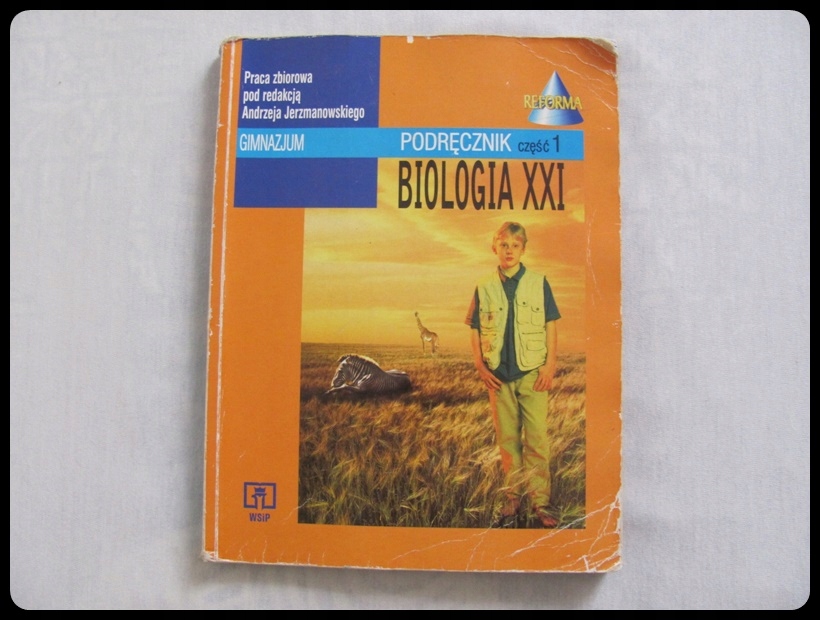 Praca zbiorowa
pod redakcją
Andrzeja Jerzmanowskiego
REFORMA
GIMNAZJUM
PODRĘCZNIK część 1
BIOLOGIA XXI
WSiP